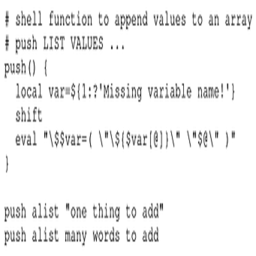 # shell function to append values to an array
# push LIST VALUES ...
push() {
local var=${1:?'Missing variable name!'}
shift
eval "\$$var=( \"\${$var[@]}\" \"$@\" )"
}
push alist "one thing to add"
push alist many words to add